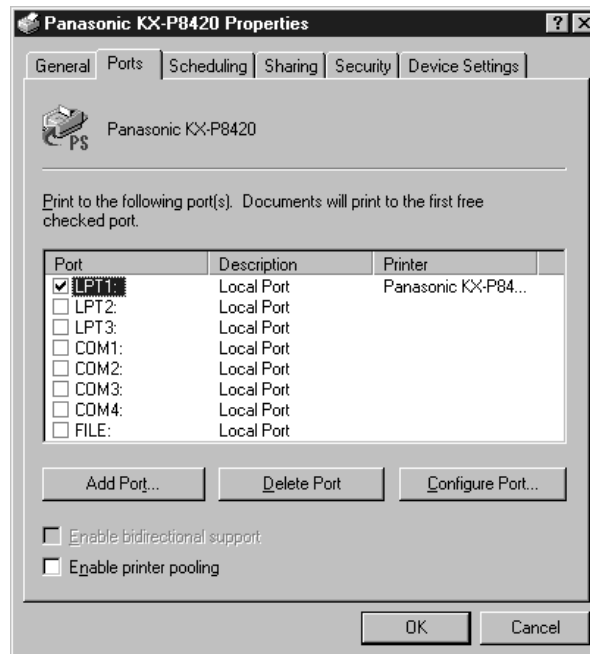 Panasonic KX-P8420 Properties
General Ports Scheduling Sharing Security Device Settings
PS
Panasonic KX-P8420
Print to the following port(s). Documents will print to the first free
checked port.
Port Description Printer
LPT1: Local Port Panasonic KX-P84...
LPT2: Local Port
LPT3: Local Port
COM1: Local Port
COM2: Local Port
COM3: Local Port
COM4: Local Port
FILE: Local Port
Add Port... Delete Port Configure Port...
Enable bidirectional support
Enable printer pooling
OK Cancel